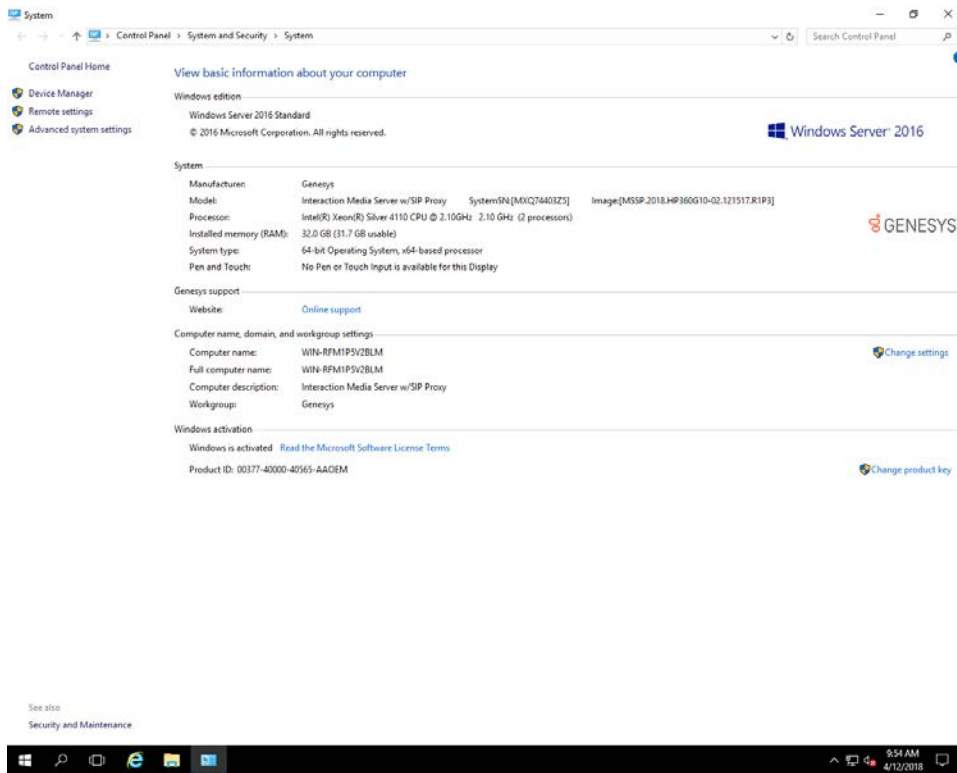 System
Control Panel > System and Security > System
Search Control Panel
Control Panel Home
Device Manager
Remote settings
Advanced system settings
View basic information about your computer
Windows edition
Windows Server 2016 Standard
© 2016 Microsoft Corporation. All rights reserved.
Windows Server® 2016
System
Manufacturer: Genesys
Model: Interaction Media Server w/SIP Proxy SystemSN:[MXQ74403Z5] Image:[MSSP.2018.HP360G10-02.121517.R1P3]
Processor: Intel(R) Xeon(R) Silver 4110 CPU @ 2.10GHz 2.10 GHz (2 processors)
Installed memory (RAM): 32.0 GB (31.7 GB usable)
System type: 64-bit Operating System, x64-based processor
Pen and Touch: No Pen or Touch Input is available for this Display
GENESYS
Genesys support
Website: Online support
Computer name, domain, and workgroup settings
Computer name: WIN-RFM1P5V2BLM
Change settings
Full computer name: WIN-RFM1P5V2BLM
Computer description: Interaction Media Server w/SIP Proxy
Workgroup: Genesys
Windows activation
Windows is activated Read the Microsoft Software License Terms
Product ID: 00377-40000-40565-AAOEM
Change product key
See also
Security and Maintenance
9:54 AM
4/12/2018